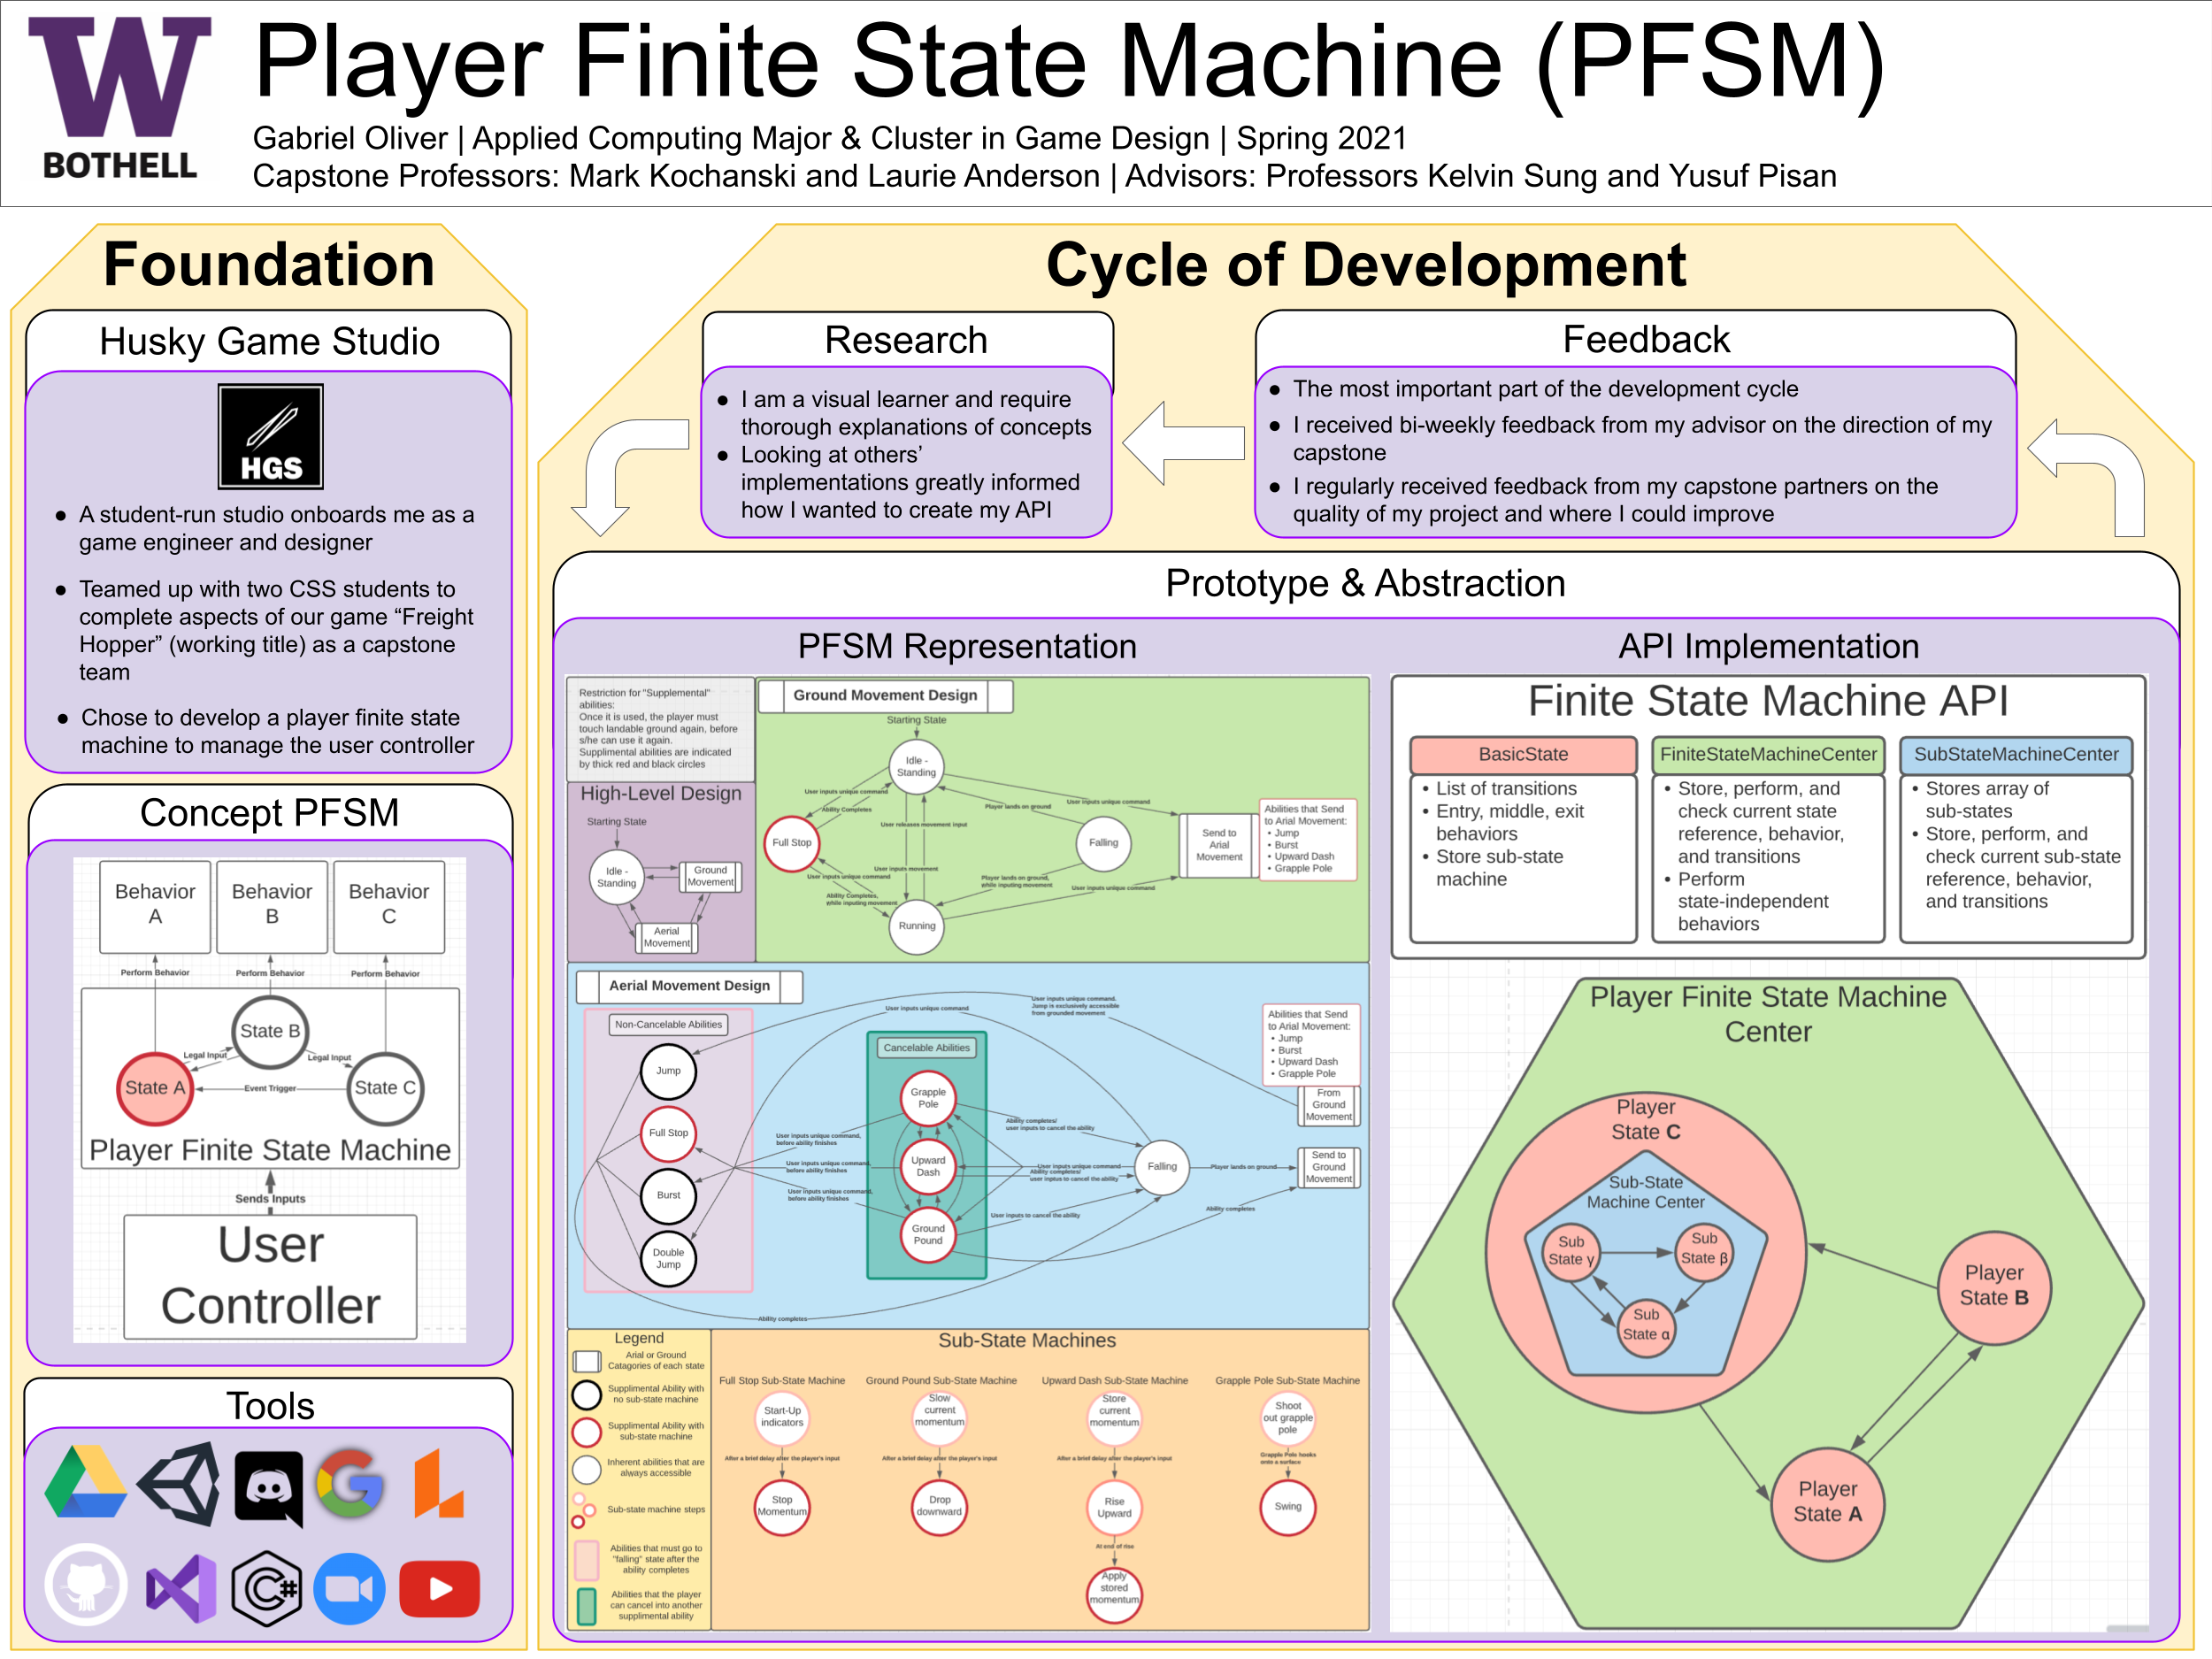 W
BOTHELL
Player Finite State Machine (PFSM)
Gabriel Oliver | Applied Computing Major & Cluster in Game Design | Spring 2021
Capstone Professors: Mark Kochanski and Laurie Anderson | Advisors: Professors Kelvin Sung and Yusuf Pisan
Foundation
Husky Game Studio
HGS
● A student-run studio onboards me as a
game engineer and designer
● Teamed up with two CSS students to
complete aspects of our game “Freight
Hopper” (working title) as a capstone
team
● Chose to develop a player finite state
machine to manage the user controller
Concept PFSM
Behavior
A
Behavior
B
Behavior
C
Perform Behavior
Perform Behavior
Perform Behavior
State B
Legal Input
Legal Input
State A
Event Trigger
State C
Player Finite State Machine
Sends Inputs
User
Controller
Tools
C#
Cycle of Development
Research
● I am a visual learner and require
thorough explanations of concepts
● Looking at others’
implementations greatly informed
how I wanted to create my API
Feedback
● The most important part of the development cycle
● I received bi-weekly feedback from my advisor on the direction of my
capstone
● I regularly received feedback from my capstone partners on the
quality of my project and where I could improve
Prototype & Abstraction
PFSM Representation
Restriction for "Supplemental"
abilities:
Once it is used, the player must
touch landable ground again, before
s/he can use it again.
Supplimental abilities are indicated
by thick red and black circles
High-Level Design
Starting State
Idle -
Standing
Ground
Movement
Aerial
Movement
Ground Movement Design
Starting State
Idle -
Standing
User inputs unique command
Ability Completes
User releases movement input
Player lands on ground
User inputs unique command
Full Stop
Falling
Send to
Arial
Movement
Abilities that Send
to Arial Movement:
• Jump
• Burst
• Upward Dash
• Grapple Pole
User inputs unique command
User inputs movement
Ability Completes,
while inputing movement
Player lands on ground,
while inputing movement
User inputs unique command
Running
Aerial Movement Design
User inputs unique command
User inputs unique command.
Jump is exclusively accessible
from grounded movement
Non-Cancelable Abilities
Jump
Full Stop
Burst
Double
Jump
Cancelable Abilities
Grapple
Pole
Upward
Dash
Ground
Pound
User inputs unique command,
before ability finishes
User inputs unique command,
before ability finishes
User inputs unique command,
before ability finishes
Ability completes/
user inputs to cancel the ability
User inputs unique command
Ability completes/
user inptus to cancel the ability
User inputs to cancel the ability
Falling
Player lands on ground
Ability completes
Ability completes
Abilities that Send
to Arial Movement:
• Jump
• Burst
• Upward Dash
• Grapple Pole
From
Ground
Movement
Send to
Ground
Movement
Legend
Arial or Ground
Catagories of each state
Supplimental Ability with
no sub-state machine
Supplimental Ability with
sub-state machine
Inherent abilities that are
always accessible
Sub-state machine steps
Abilities that must go to
"falling" state after the
ability completes
Abilities that the player
can cancel into another
supplimental ability
Sub-State Machines
Full Stop Sub-State Machine
Start-Up
indicators
After a brief delay after the player's input
Stop
Momentum
Ground Pound Sub-State Machine
Slow
current
momentum
After a brief delay after the player's input
Drop
downward
Upward Dash Sub-State Machine
Store
current
momentum
After a brief delay after the player's input
Rise
Upward
At end of rise
Apply
stored
momentum
Grapple Pole Sub-State Machine
Shoot
out grapple
pole
Grapple Pole hooks
onto a surface
Swing
API Implementation
Finite State Machine API
BasicState
• List of transitions
• Entry, middle, exit
behaviors
• Store sub-state
machine
FiniteStateMachineCenter
• Store, perform, and
check current state
reference, behavior,
and transitions
• Perform
state-independent
behaviors
SubStateMachineCenter
• Stores array of
sub-states
• Store, perform, and
check current sub-state
reference, behavior,
and transitions
Player Finite State Machine
Center
Player
State C
Sub-State
Machine Center
Sub
State γ
Sub
State β
Sub
State α
Player
State B
Player
State A